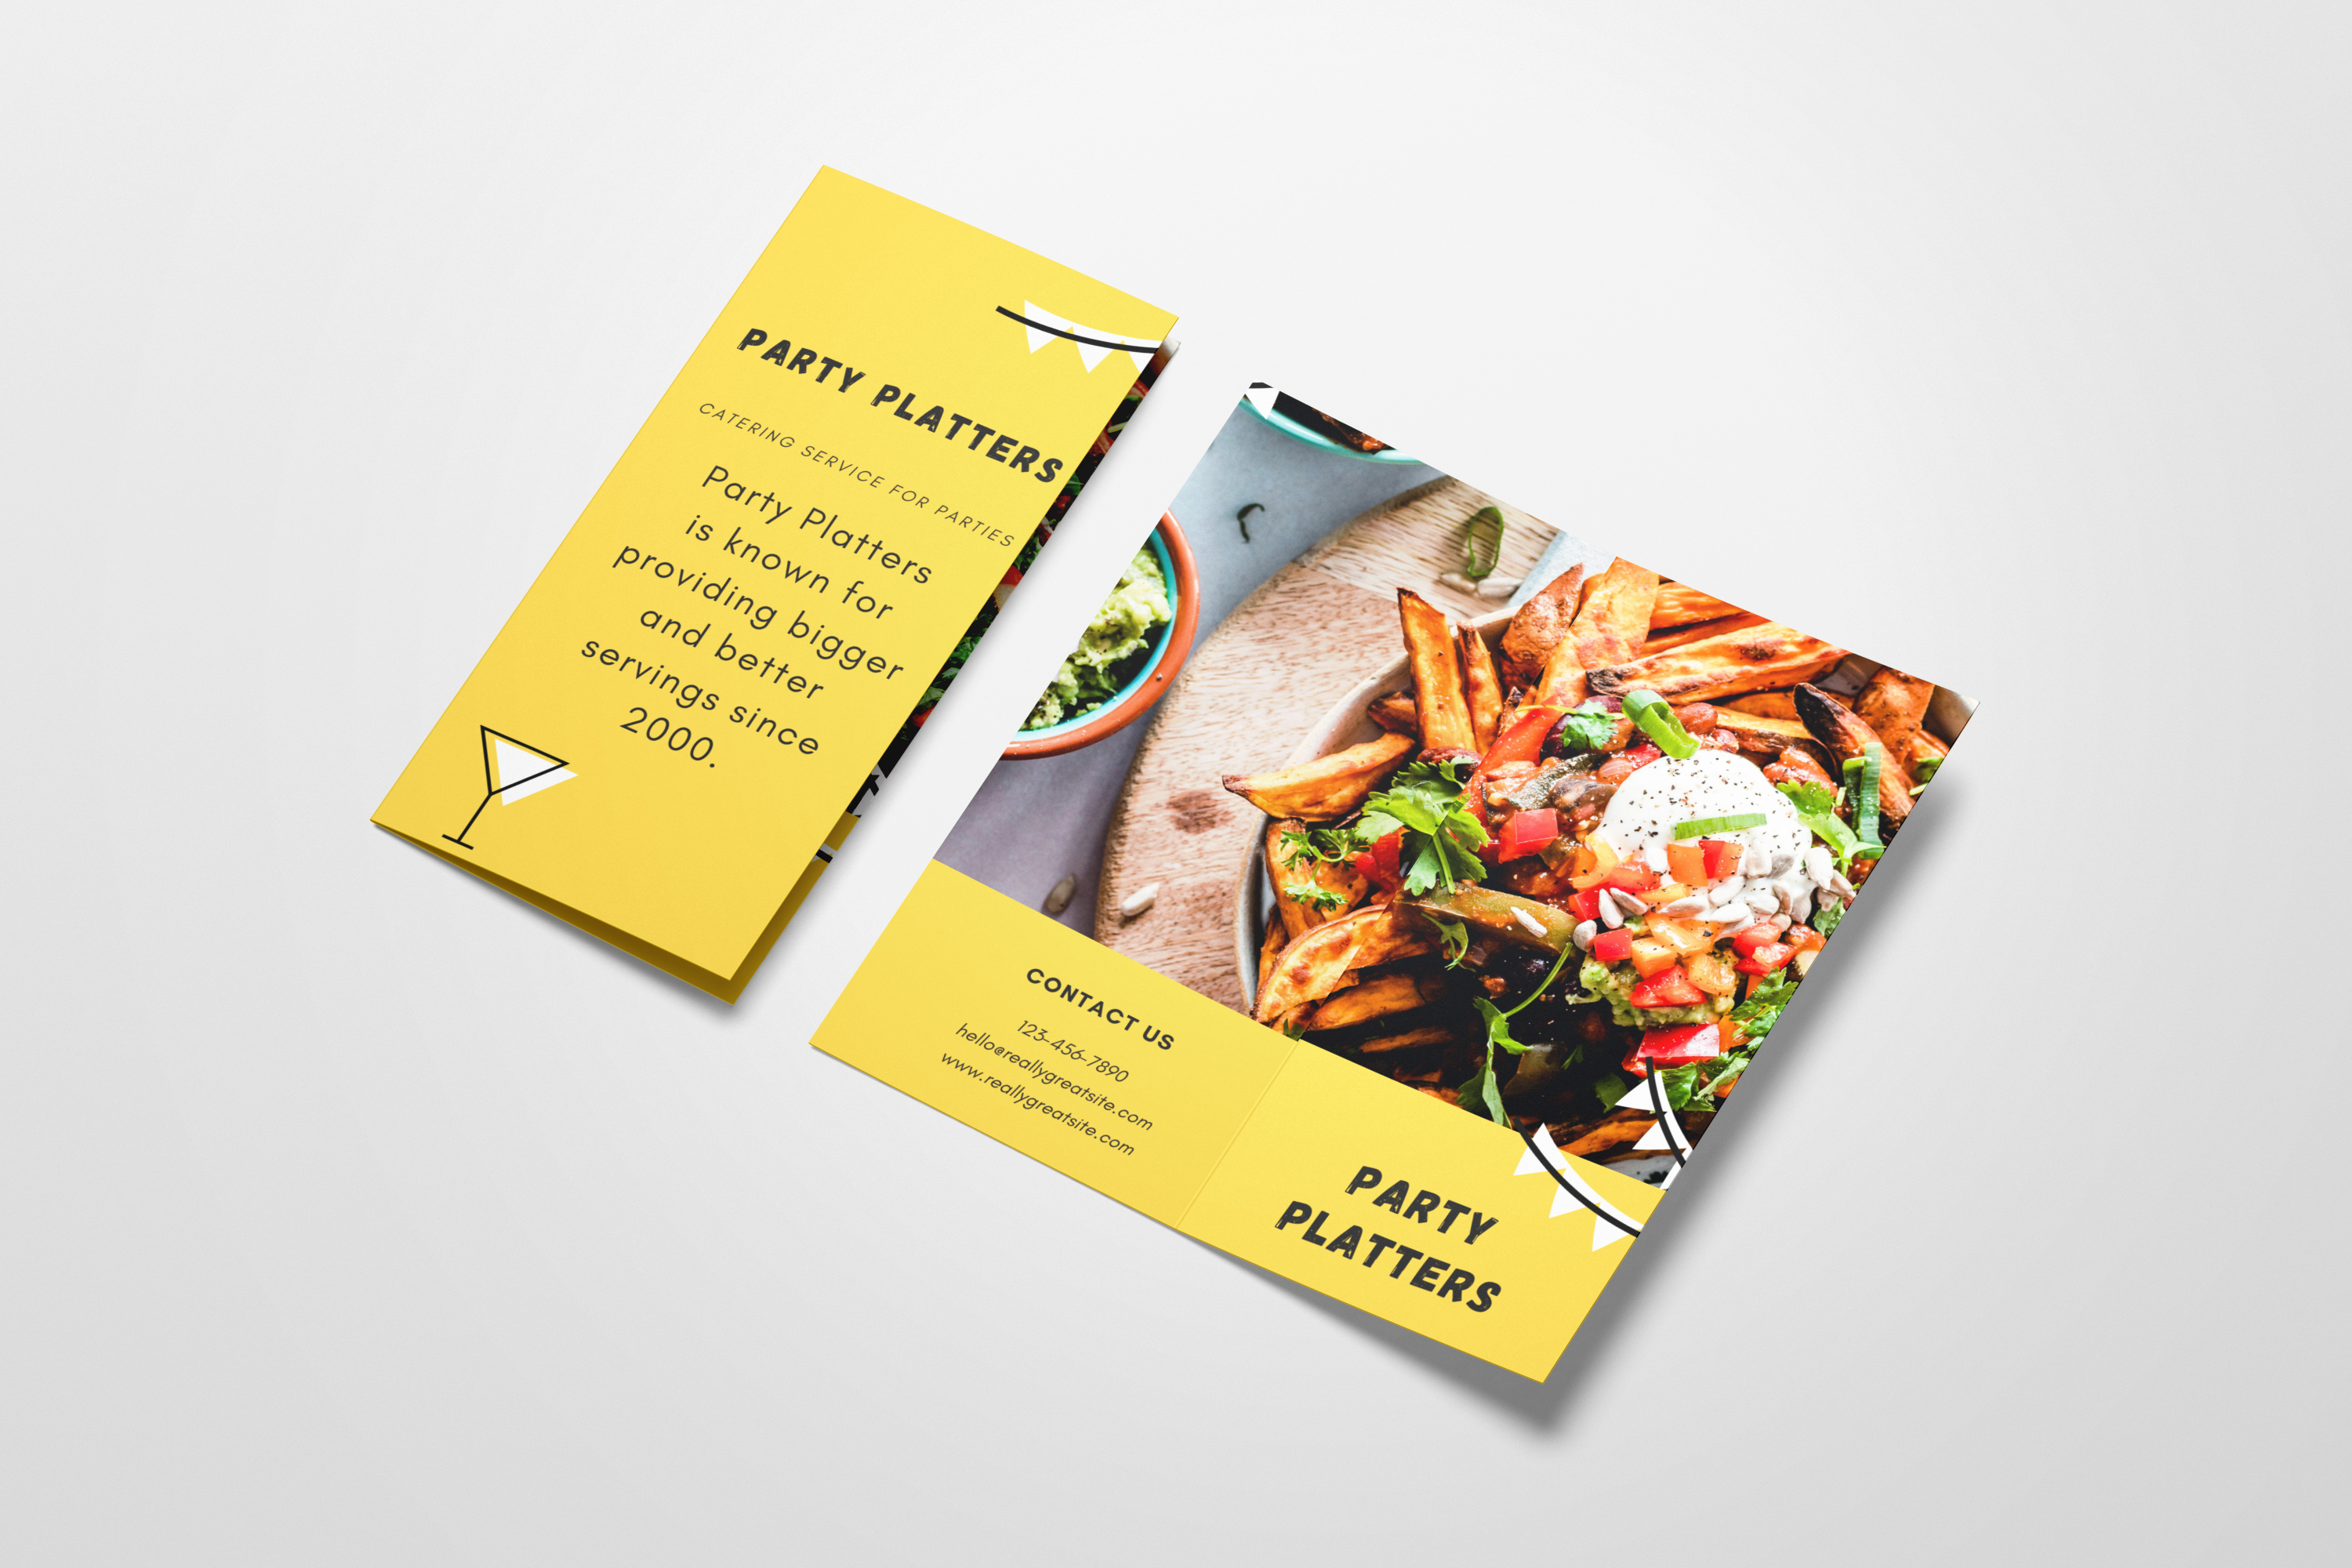 PARTY PLATTERS
CATERING SERVICE FOR PARTIES
Party Platters
is known for
providing bigger
and better
servings since
2000.
CONTACT US
123-456-7890
hello@reallygreatsite.com
www.reallygreatsite.com
PARTY
PLATTERS